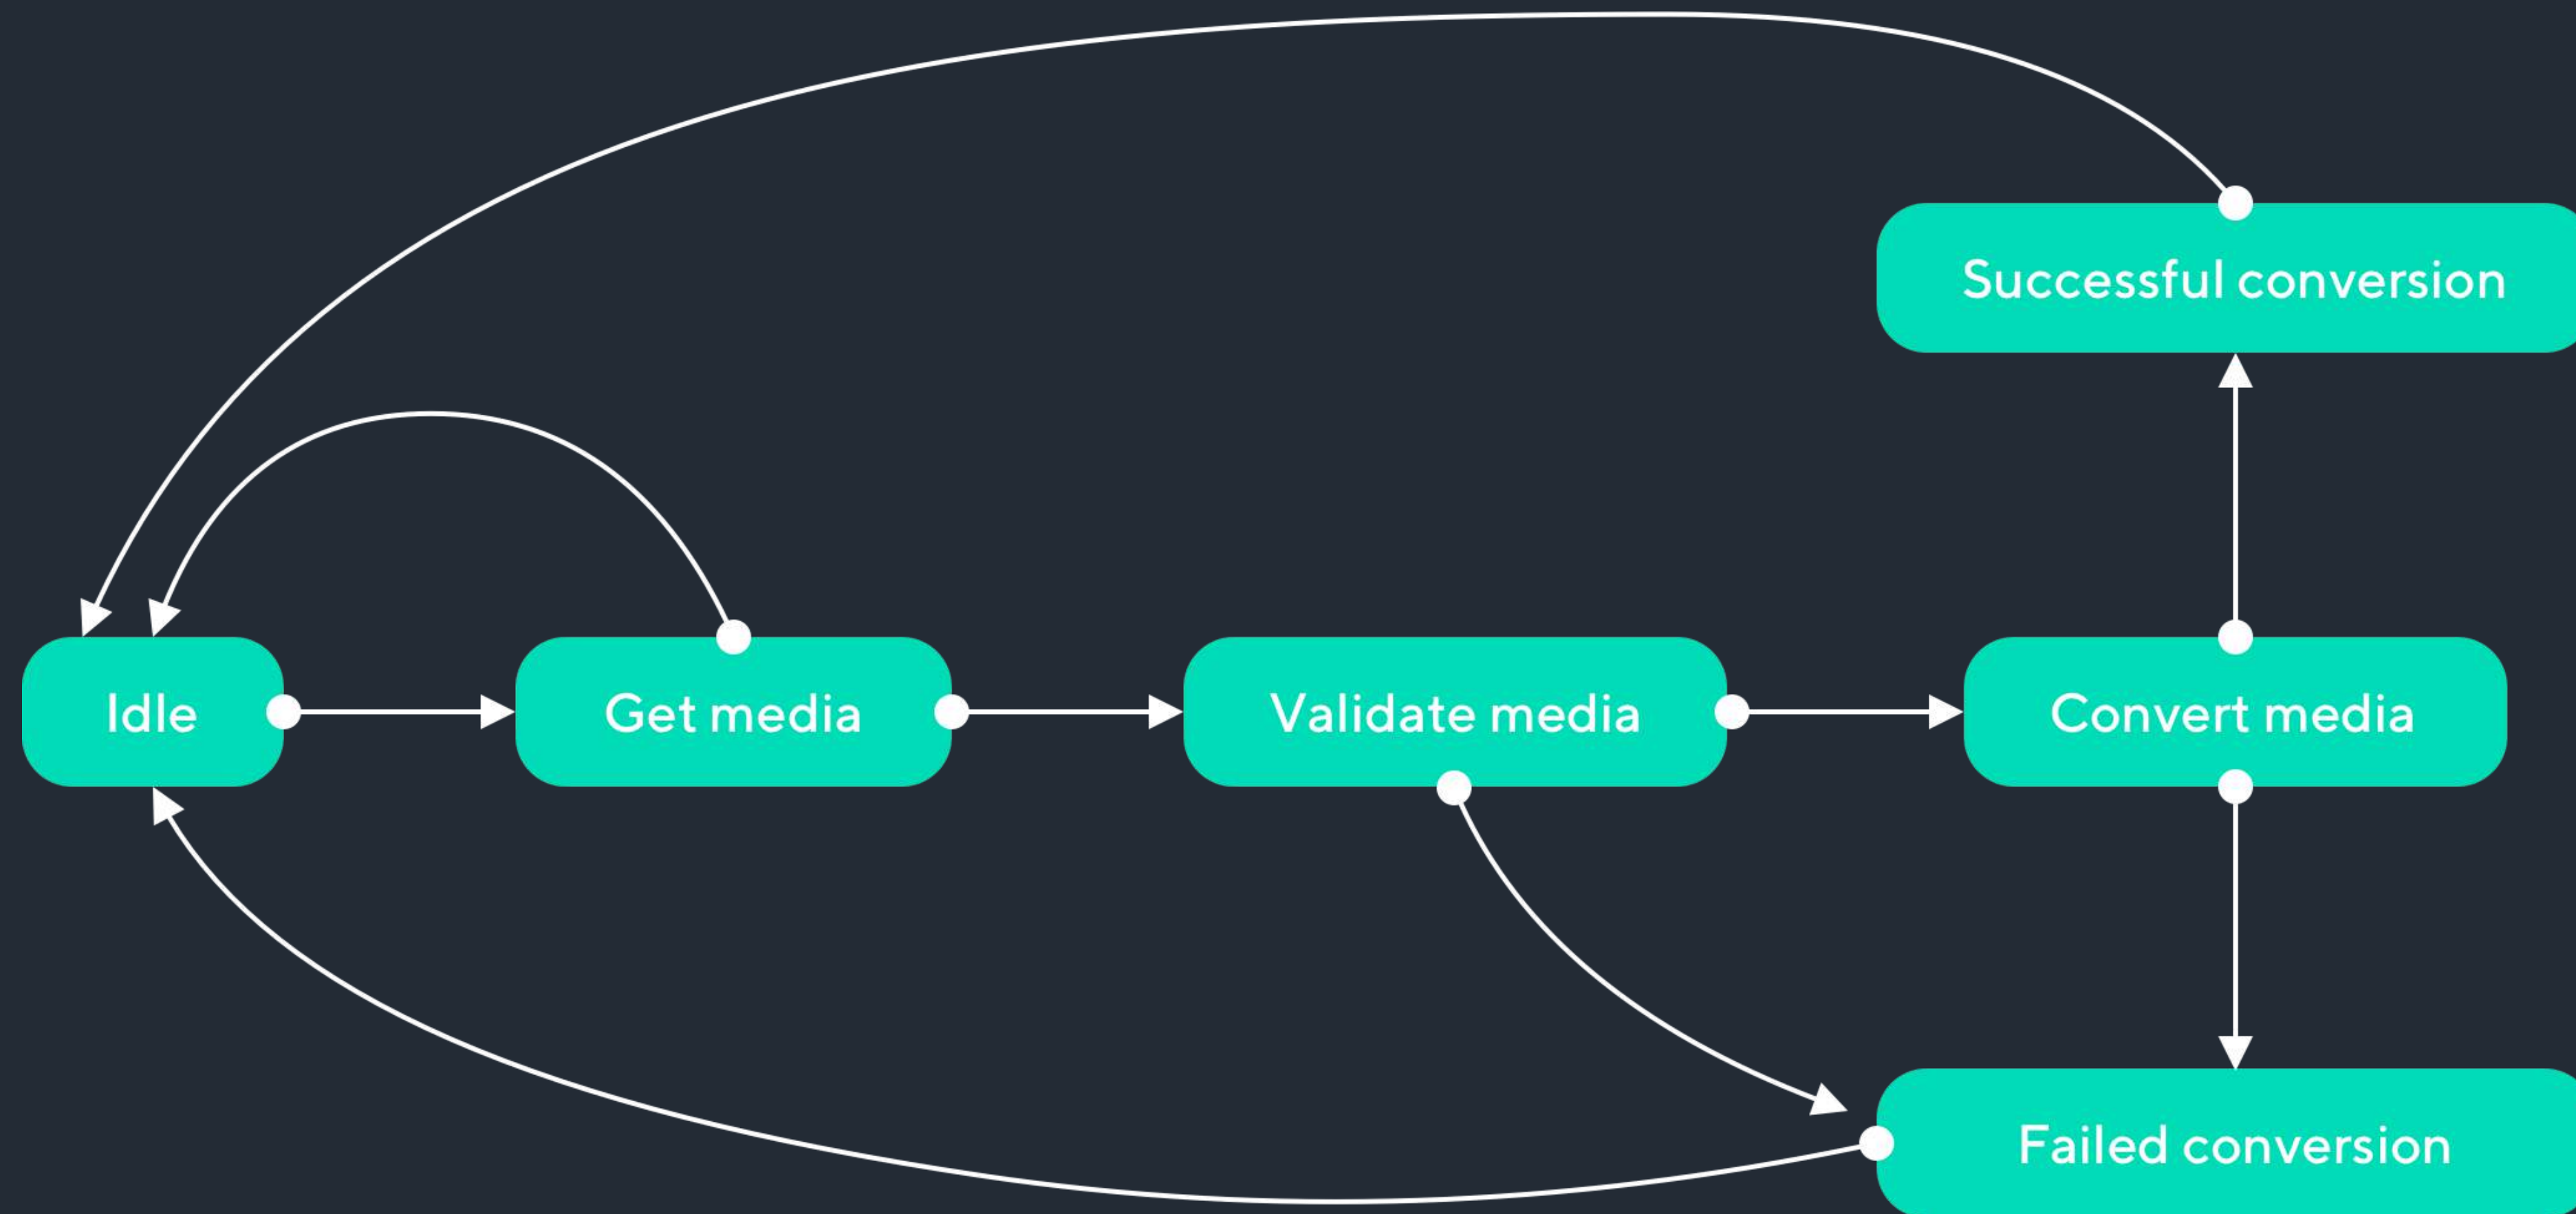 Successful conversion
Idle
Get media
Validate media
Convert media
Failed conversion